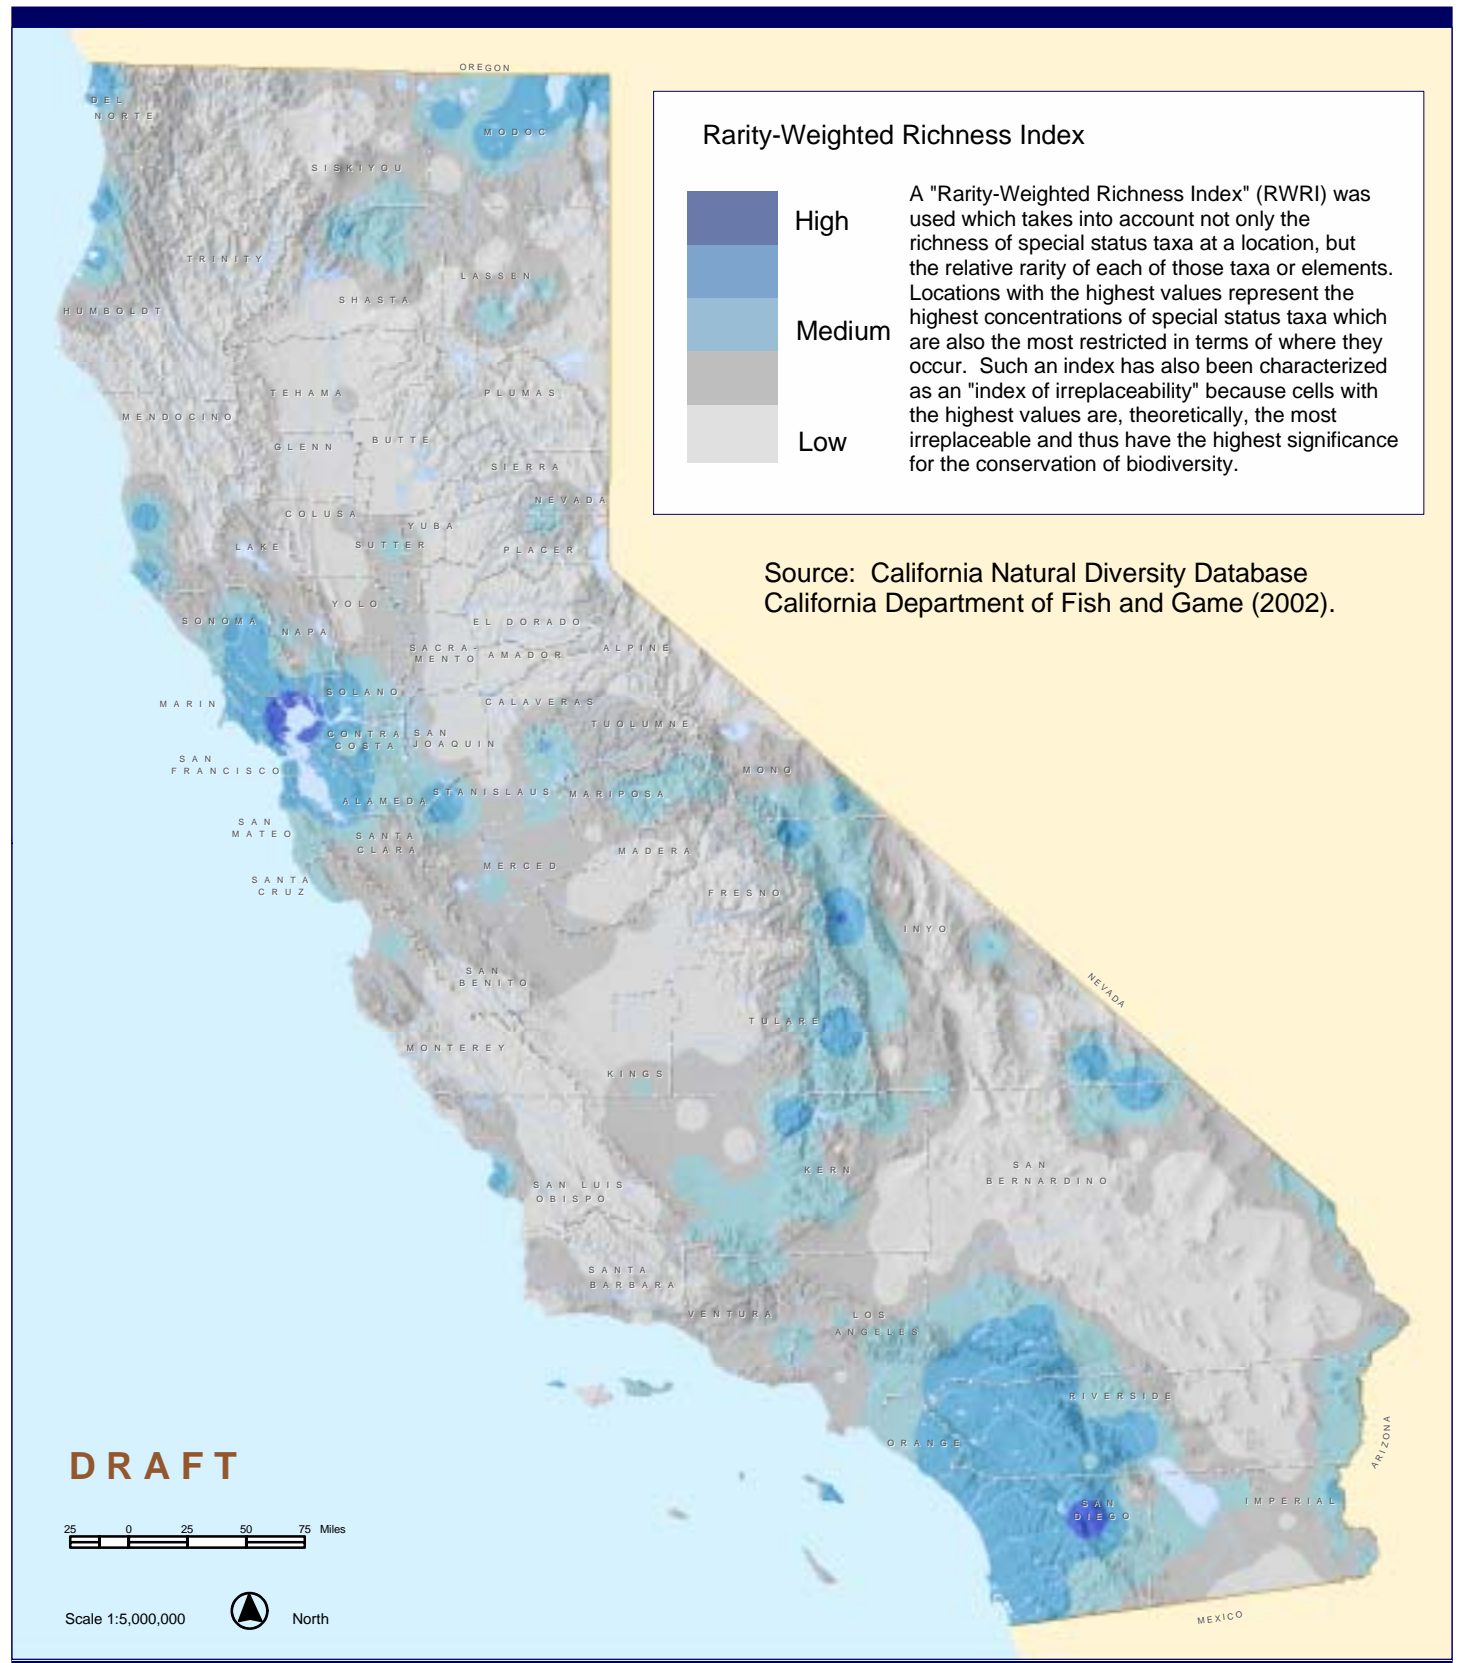 OREGON
DEL
NORTE
MODOC
SISKIYOU
TRINITY
LASSEN
SHASTA
HUMBOLDT
TEHAMA
PLUMAS
MENDOCINO
GLENN
BUTTE
SIERRA
NEVADA
COLUSA
YUBA
LAKE
SUTTER
PLACER
YOLO
SONOMA
NAPA
EL DORADO
SACRA-
MENTO
AMADOR
ALPINE
SOLANO
MARIN
CALAVERAS
TUOLUMNE
CONTRA
COSTA
SAN
JOAQUIN
SAN
FRANCISCO
MONO
ALAMEDA
STANISLAUS
MARIPOSA
SAN
MATEO
SANTA
CLARA
MADERA
MERCED
SANTA
CRUZ
FRESNO
INYO
SAN
BENITO
NEVADA
TULARE
MONTEREY
KINGS
KERN
SAN
BERNARDINO
SAN LUIS
OBISPO
SANTA
BARBARA
VENTURA
LOS
ANGELES
RIVERSIDE
ORANGE
ARIZONA
SAN
DIEGO
IMPERIAL
MEXICO
Rarity-Weighted Richness Index
High
Medium
Low
A "Rarity-Weighted Richness Index" (RWRI) was
used which takes into account not only the
richness of special status taxa at a location, but
the relative rarity of each of those taxa or elements.
Locations with the highest values represent the
highest concentrations of special status taxa which
are also the most restricted in terms of where they
occur.  Such an index has also been characterized
as an "index of irreplaceability" because cells with
the highest values are, theoretically, the most
irreplaceable and thus have the highest significance
for the conservation of biodiversity.
Source:  California Natural Diversity Database
California Department of Fish and Game (2002).
DRAFT
25 0 25 50 75 Miles
Scale 1:5,000,000
North